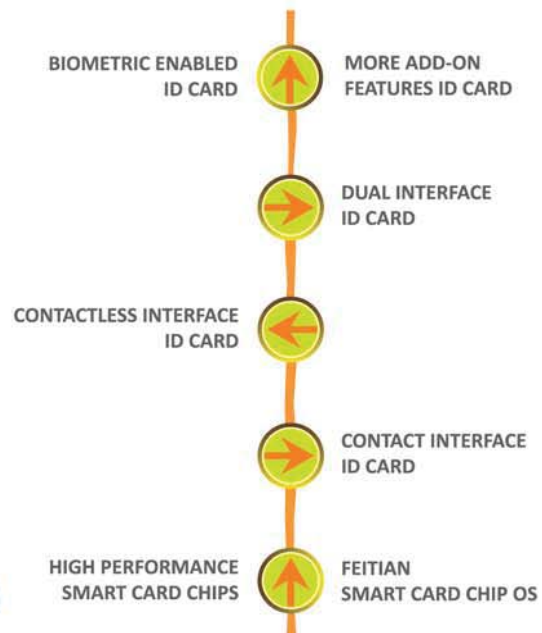 BIOMETRIC ENABLED
ID CARD
MORE ADD-ON
FEATURES ID CARD
DUAL INTERFACE
ID CARD
CONTACTLESS INTERFACE
ID CARD
CONTACT INTERFACE
ID CARD
HIGH PERFORMANCE
SMART CARD CHIPS
FEITIAN
SMART CARD CHIP OS